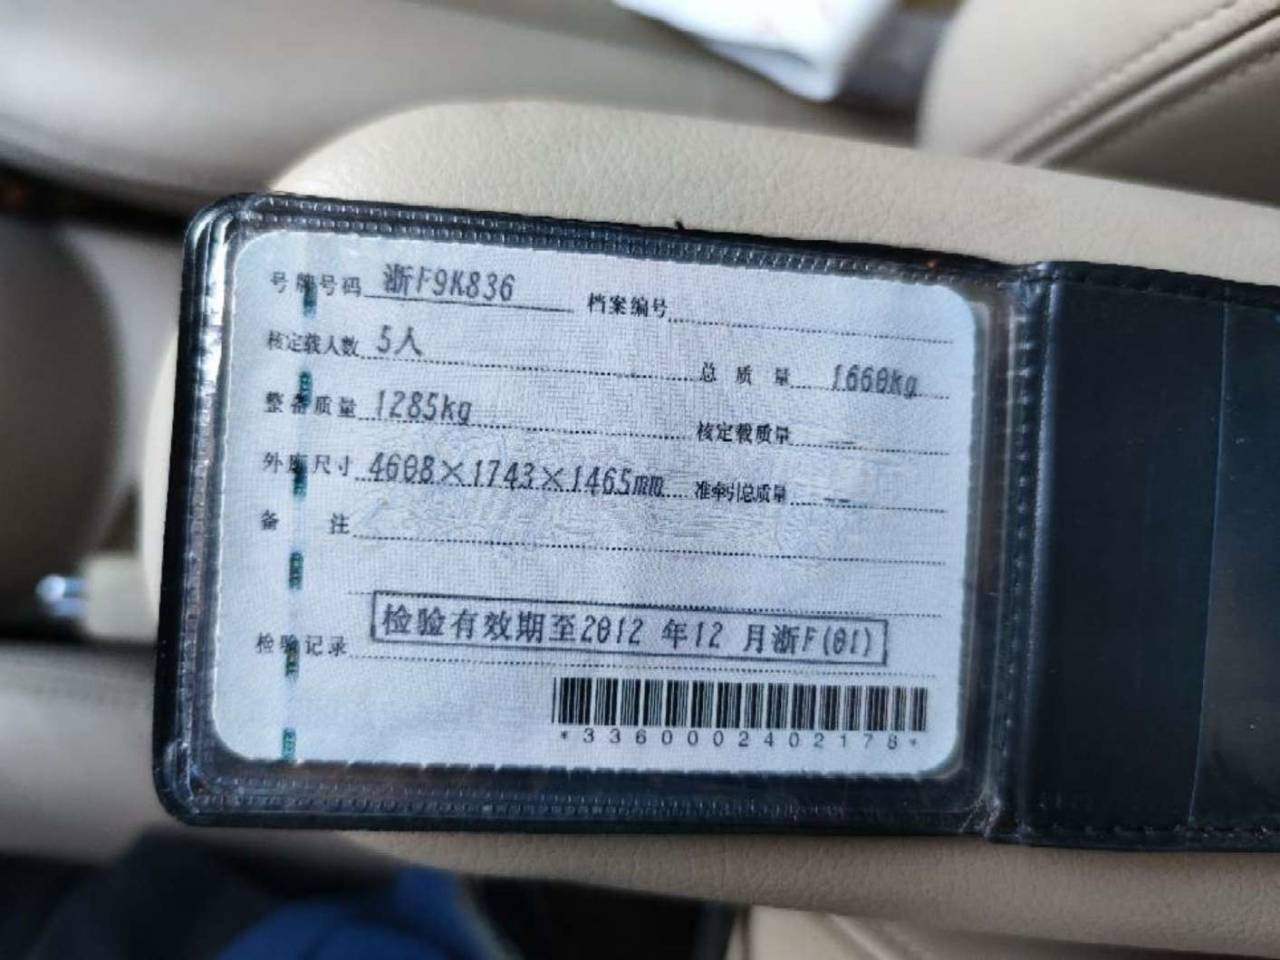 号牌号码 浙F9K836 档案编号
核定载人数 5人 总质量 1660kg
整备质量 1285kg 核定载质量 --
外廓尺寸 4608×1743×1465mm 准牵引总质量 --
备注
检验记录 检验有效期至2012 年12 月浙F(01)
*3360002402178*